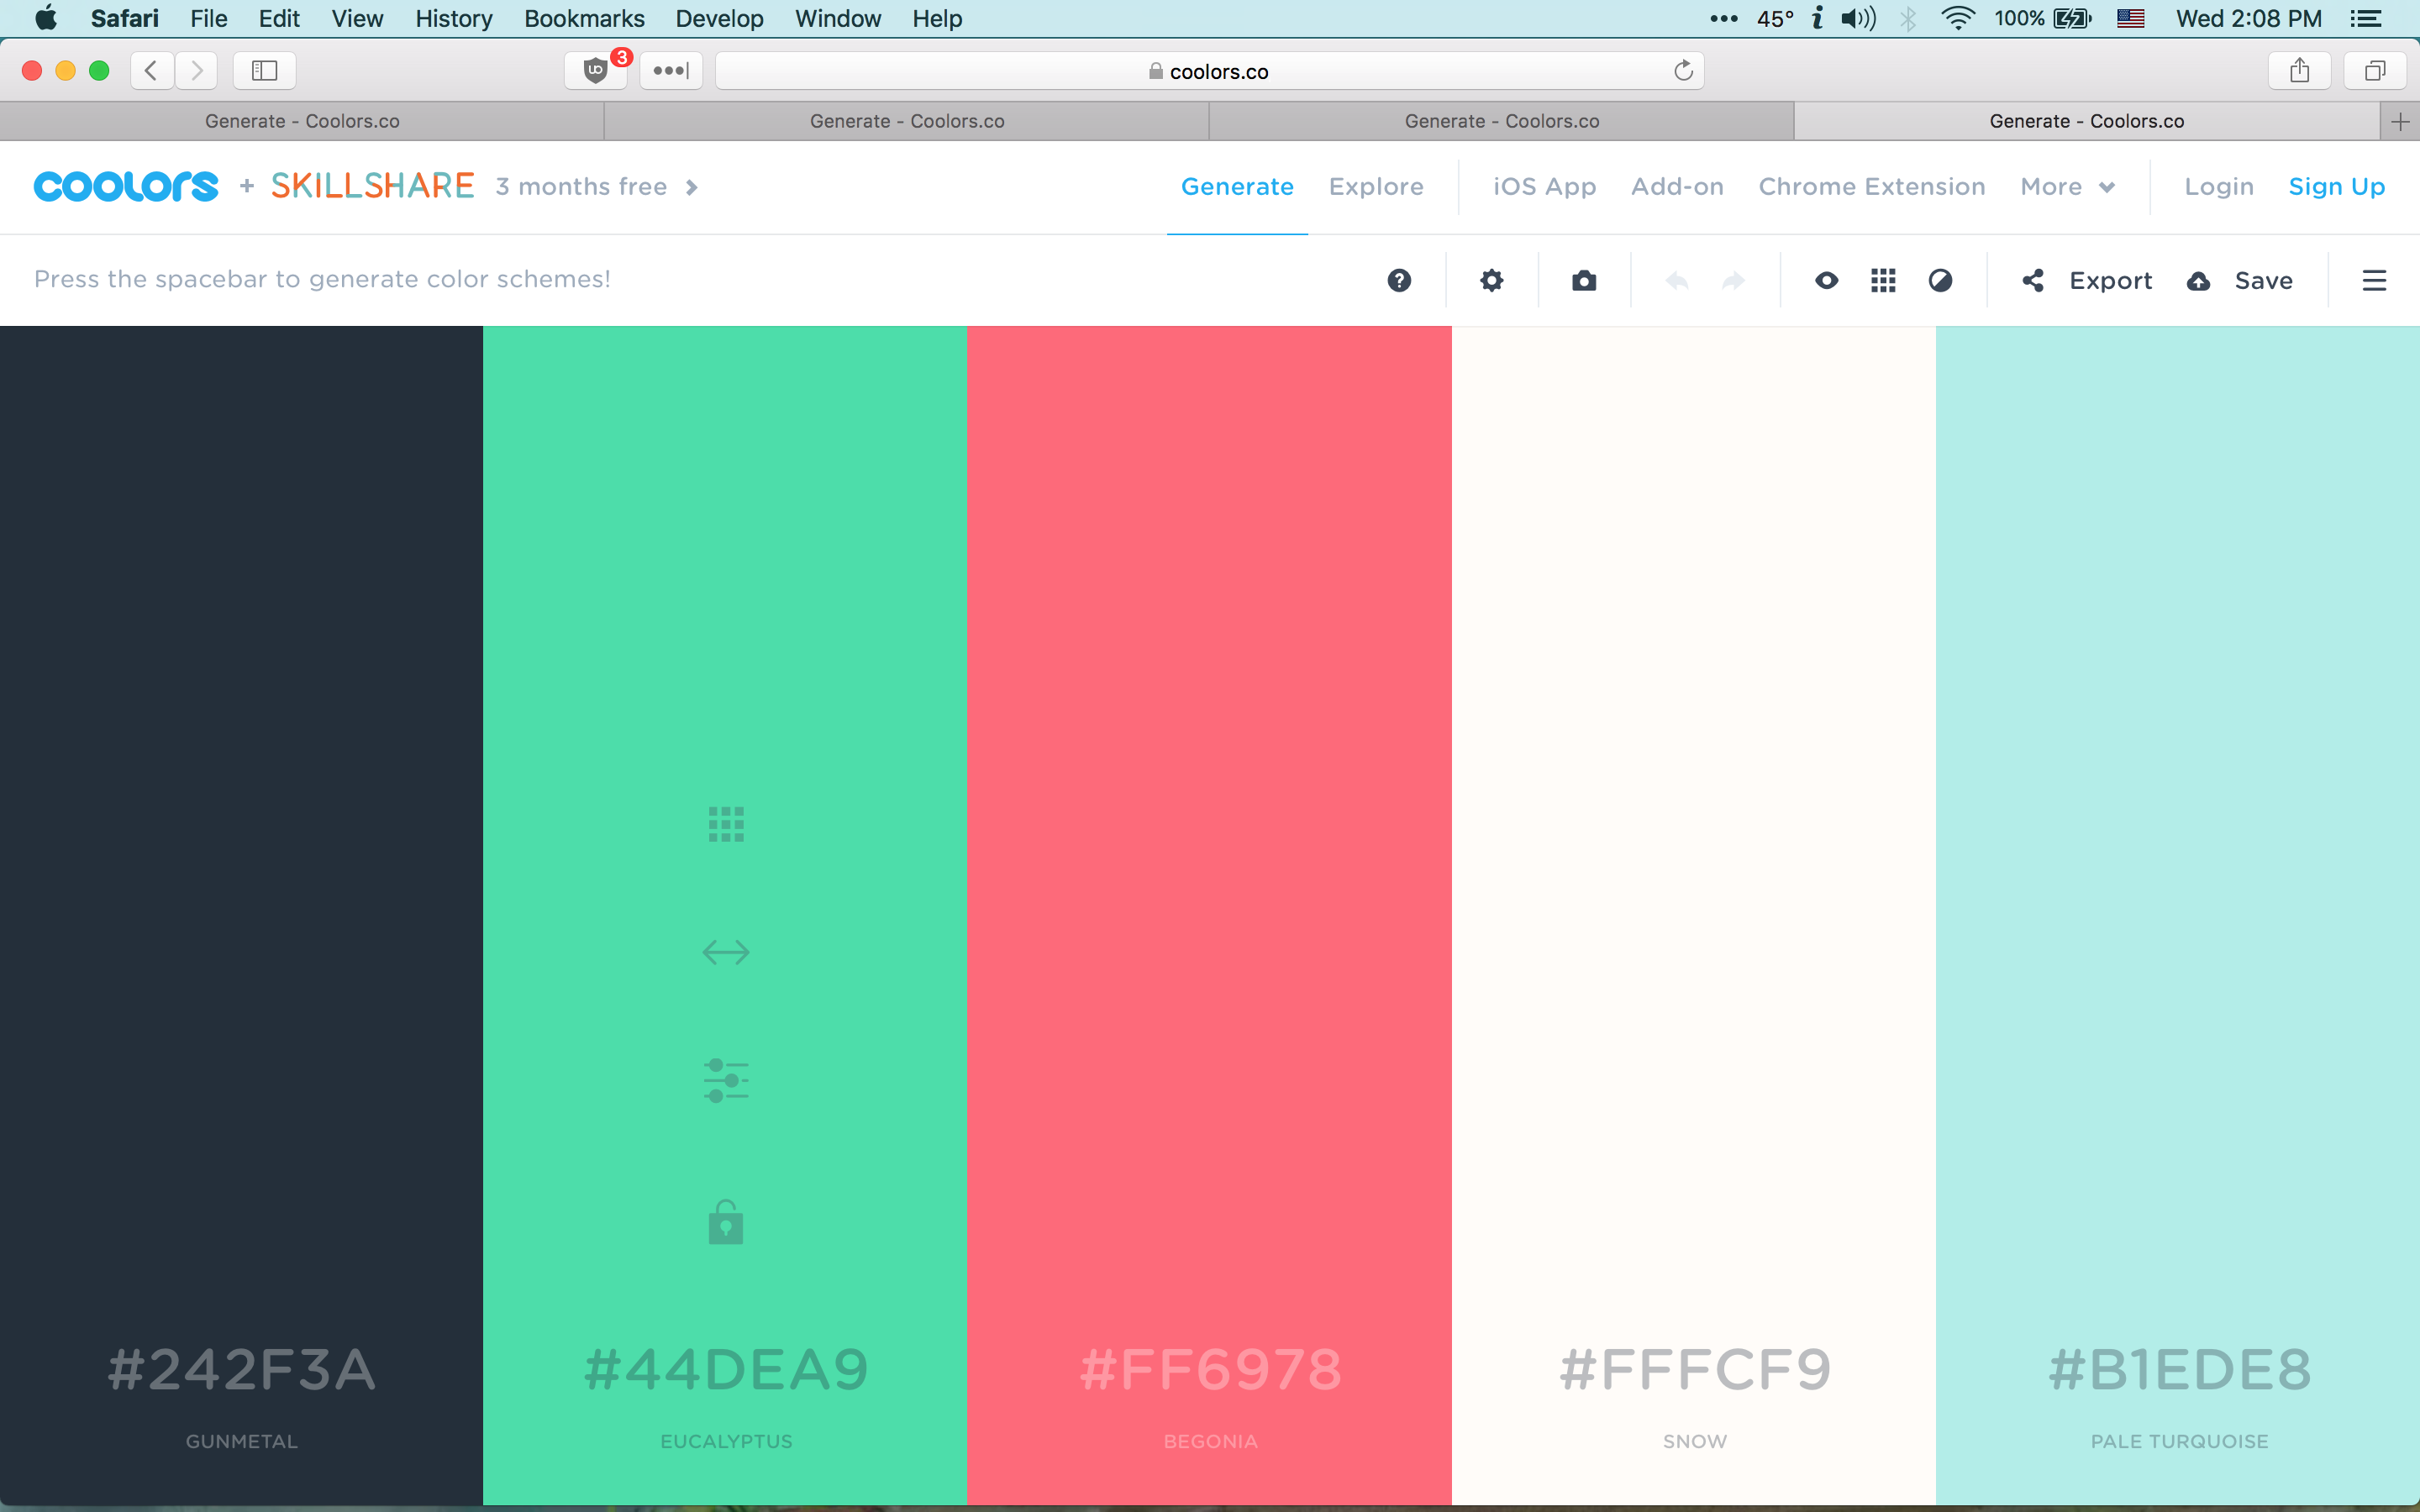 Safari File Edit View History Bookmarks Develop Window Help 45° i 100% Wed 2:08 PM
3 coolors.co
Generate - Coolors.co Generate - Coolors.co Generate - Coolors.co Generate - Coolors.co
coolors + SKILLSHARE 3 months free Generate Explore iOS App Add-on Chrome Extension More Login Sign Up
Press the spacebar to generate color schemes! Export Save
#242F3A #44DEA9 #FF6978 #FFFCF9 #B1EDE8
GUNMETAL EUCALYPTUS BEGONIA SNOW PALE TURQUOISE